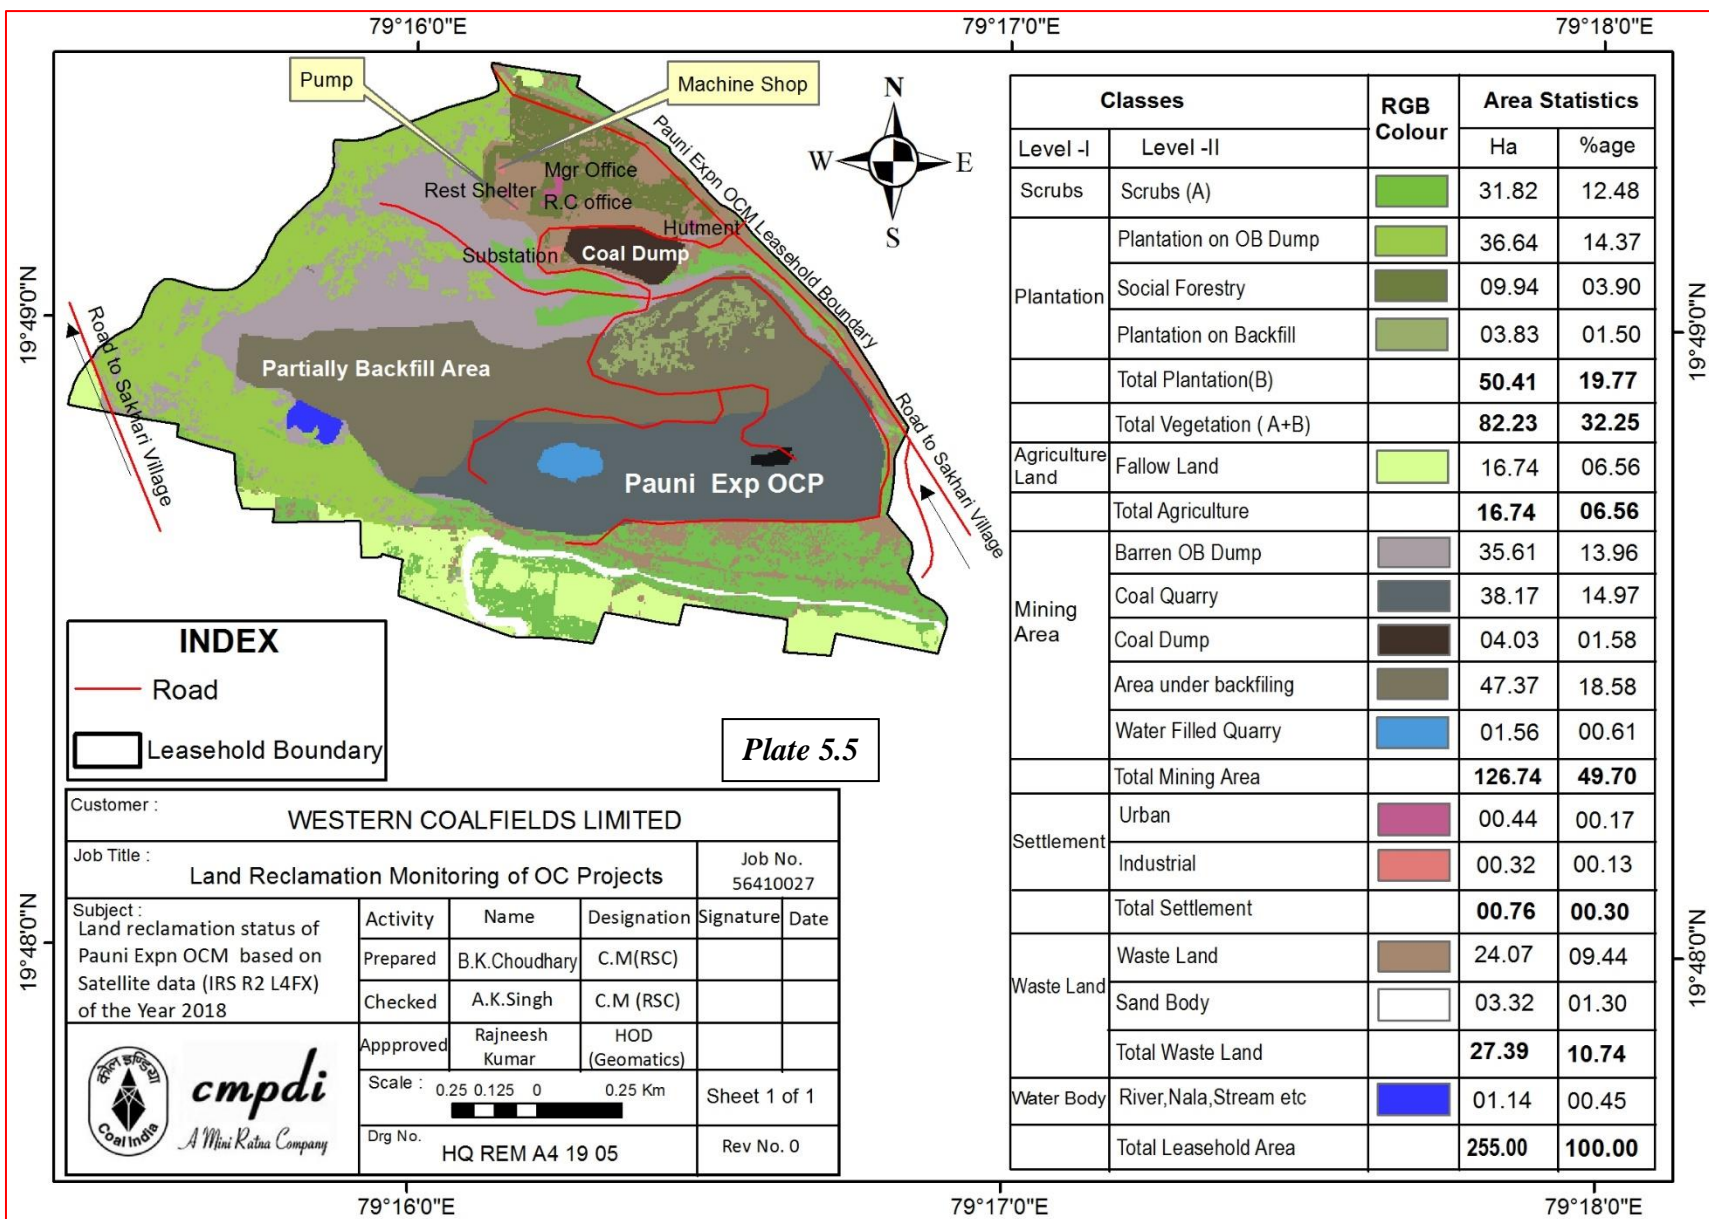 79°16'0"E
79°17'0"E
79°18'0"E
19°49'0"N
19°48'0"N
19°49'0"N
19°48'0"N
79°16'0"E
79°17'0"E
79°18'0"E
Pump
Machine Shop
N
W
E
S
Mgr Office
Rest Shelter
R.C office
Hutment
Substation
Coal Dump
Pauni Expn OCM Leasehold Boundary
Partially Backfill Area
Pauni Exp OCP
Road to Sakhari Village
Road to Sakhari Village
INDEX
Road
Leasehold Boundary
Plate 5.5
Customer :
WESTERN COALFIELDS LIMITED
Job Title :
Land Reclamation Monitoring of OC Projects
Job No.
56410027
Subject :
Land reclamation status of
Pauni Expn OCM based on
Satellite data (IRS R2 L4FX)
of the Year 2018
Activity Name Designation Signature Date
Prepared B.K.Choudhary C.M(RSC)
Checked A.K.Singh C.M (RSC)
Appproved Rajneesh Kumar HOD (Geomatics)
Scale : 0.25 0.125 0 0.25 Km
Sheet 1 of 1
Drg No.
HQ REM A4 19 05
Rev No. 0
कोल इण्डिया
Coal India
cmpdi
A Mini Ratna Company
Classes RGB Colour Area Statistics
Level -I Level -II Ha %age
Scrubs Scrubs (A) 31.82 12.48
Plantation
Plantation on OB Dump 36.64 14.37
Social Forestry 09.94 03.90
Plantation on Backfill 03.83 01.50
Total Plantation(B) 50.41 19.77
Total Vegetation ( A+B) 82.23 32.25
Agriculture Land Fallow Land 16.74 06.56
Total Agriculture 16.74 06.56
Mining Area
Barren OB Dump 35.61 13.96
Coal Quarry 38.17 14.97
Coal Dump 04.03 01.58
Area under backfiling 47.37 18.58
Water Filled Quarry 01.56 00.61
Total Mining Area 126.74 49.70
Settlement
Urban 00.44 00.17
Industrial 00.32 00.13
Total Settlement 00.76 00.30
Waste Land
Waste Land 24.07 09.44
Sand Body 03.32 01.30
Total Waste Land 27.39 10.74
Water Body River,Nala,Stream etc 01.14 00.45
Total Leasehold Area 255.00 100.00